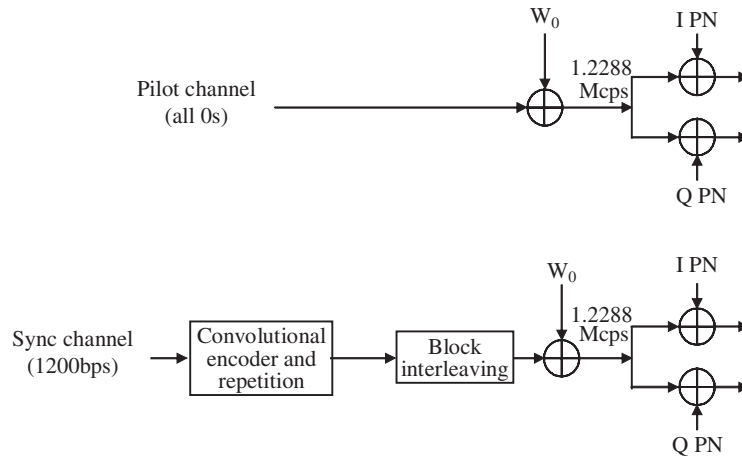 W0
I PN
1.2288
Mcps
Pilot channel
(all 0s)
Q PN
W0
I PN
1.2288
Mcps
Sync channel
(1200bps)
Convolutional
encoder and
repetition
Block
interleaving
Q PN